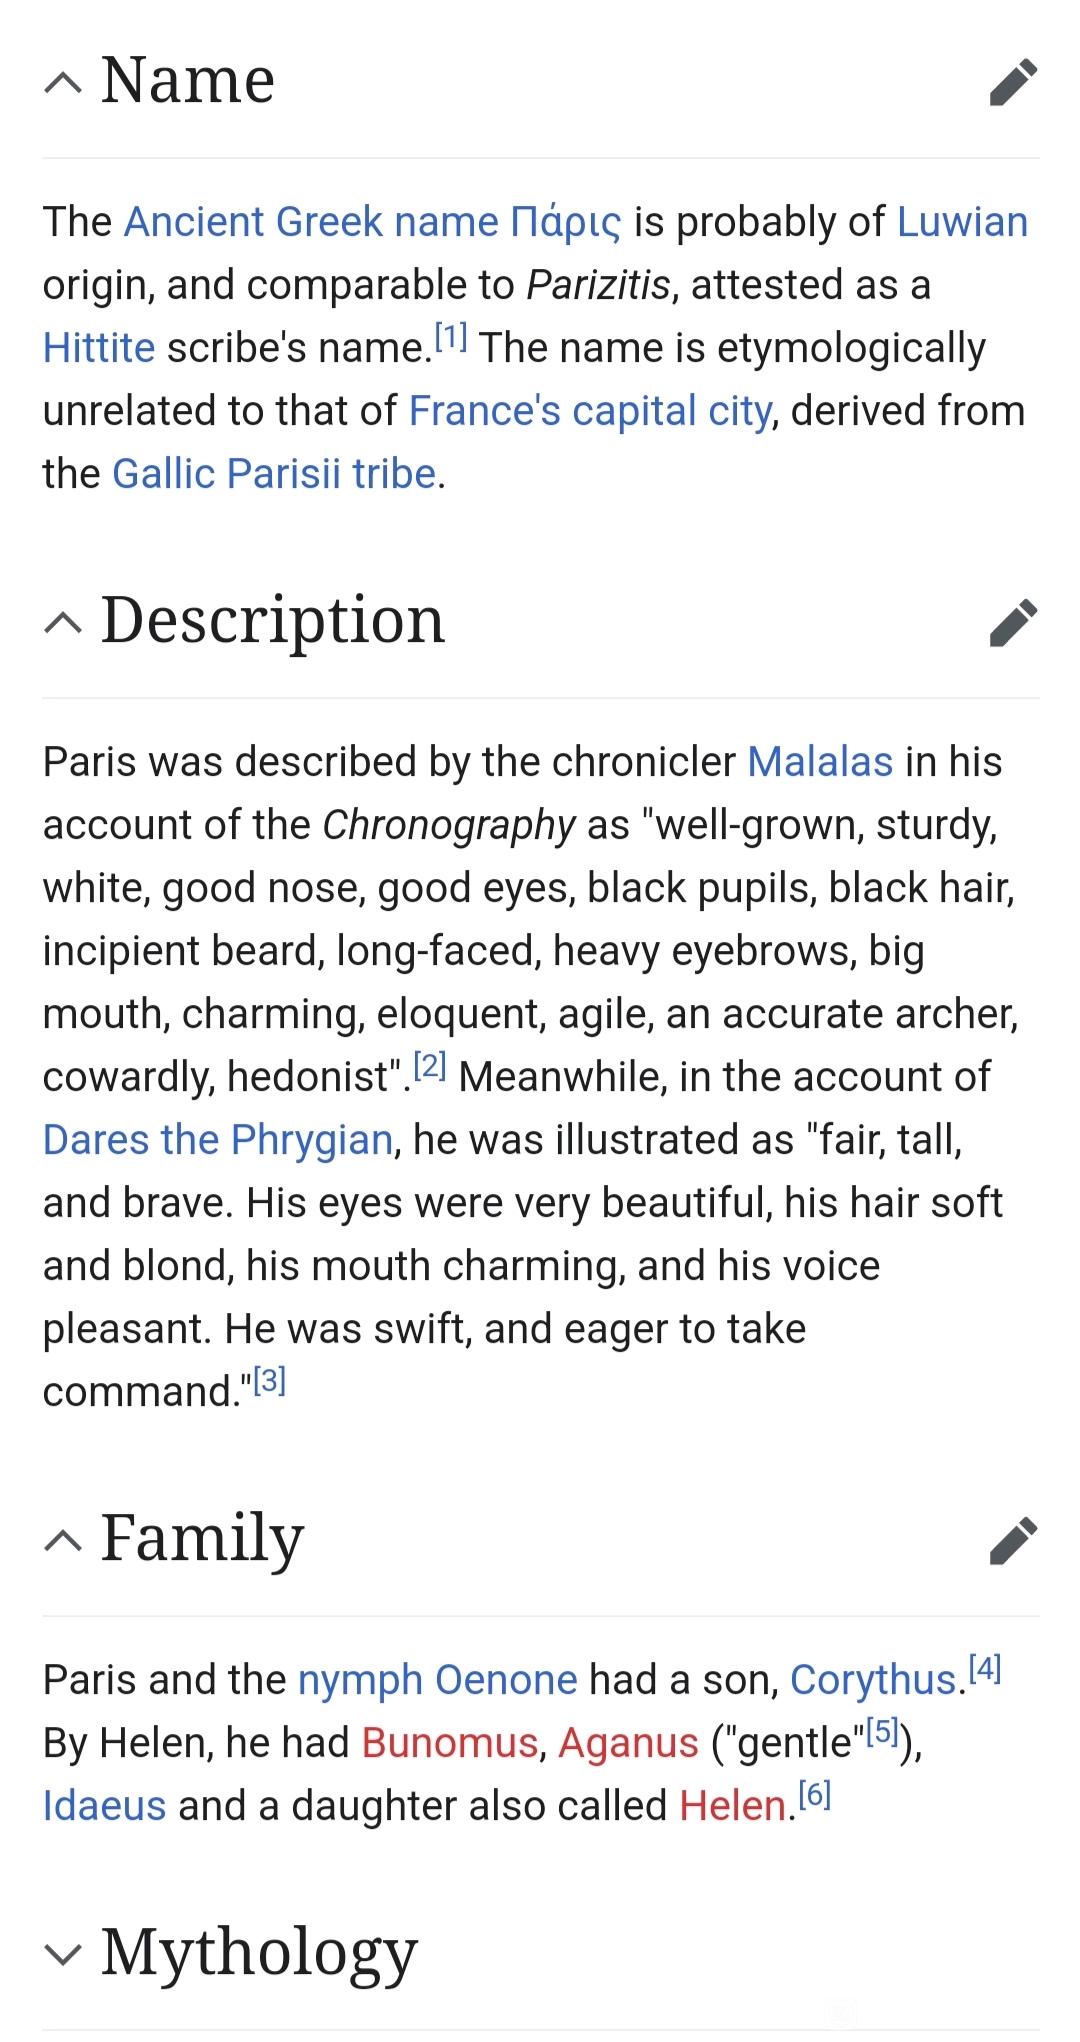 Name
The Ancient Greek name Πάρις is probably of Luwian
origin, and comparable to Parizitis, attested as a
Hittite scribe's name.[1] The name is etymologically
unrelated to that of France's capital city, derived from
the Gallic Parisii tribe.
Description
Paris was described by the chronicler Malalas in his
account of the Chronography as "well-grown, sturdy,
white, good nose, good eyes, black pupils, black hair,
incipient beard, long-faced, heavy eyebrows, big
mouth, charming, eloquent, agile, an accurate archer,
cowardly, hedonist".[2] Meanwhile, in the account of
Dares the Phrygian, he was illustrated as "fair, tall,
and brave. His eyes were very beautiful, his hair soft
and blond, his mouth charming, and his voice
pleasant. He was swift, and eager to take
command."[3]
Family
Paris and the nymph Oenone had a son, Corythus.[4]
By Helen, he had Bunomus, Aganus ("gentle"[5]),
Idaeus and a daughter also called Helen.[6]
Mythology